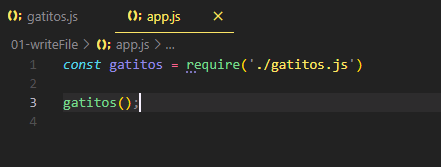 gatitos.js app.js
01-writeFile > app.js > ...
1 const gatitos = require('./gatitos.js')
2
3 gatitos();
4